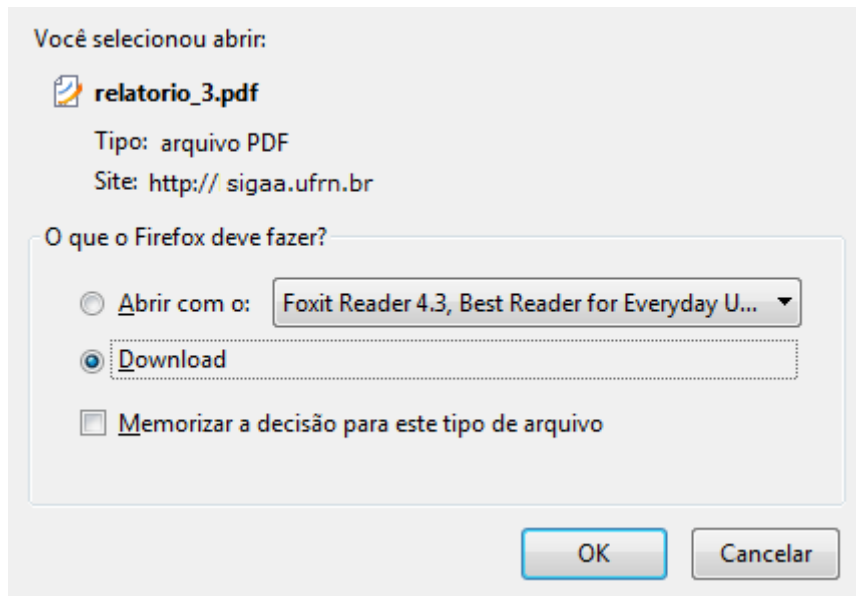 Você selecionou abrir:
relatorio_3.pdf
Tipo: arquivo PDF
Site: http:// sigaa.ufrn.br
O que o Firefox deve fazer?
Abrir com o: Foxit Reader 4.3, Best Reader for Everyday U...
Download
Memorizar a decisão para este tipo de arquivo
OK Cancelar